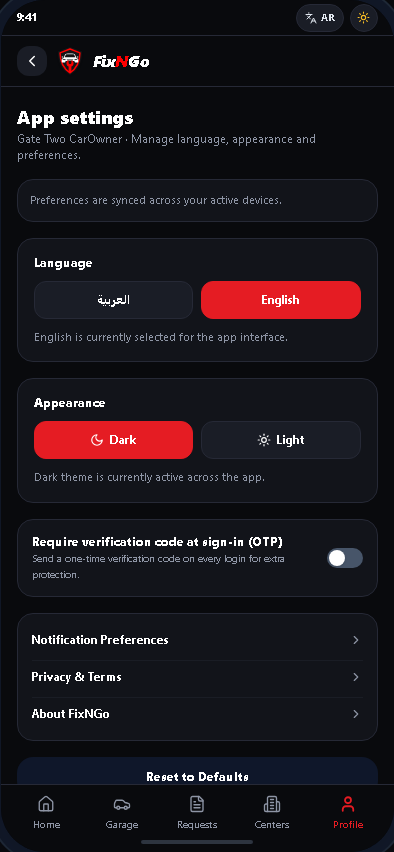 9:41
AR
FixNGo
App settings
Gate Two CarOwner · Manage language, appearance and
preferences.
Preferences are synced across your active devices.
Language
العربية
English
English is currently selected for the app interface.
Appearance
Dark
Light
Dark theme is currently active across the app.
Require verification code at sign-in (OTP)
Send a one-time verification code on every login for extra
protection.
Notification Preferences
Privacy & Terms
About FixNGo
Reset to Defaults
Home
Garage
Requests
Centers
Profile